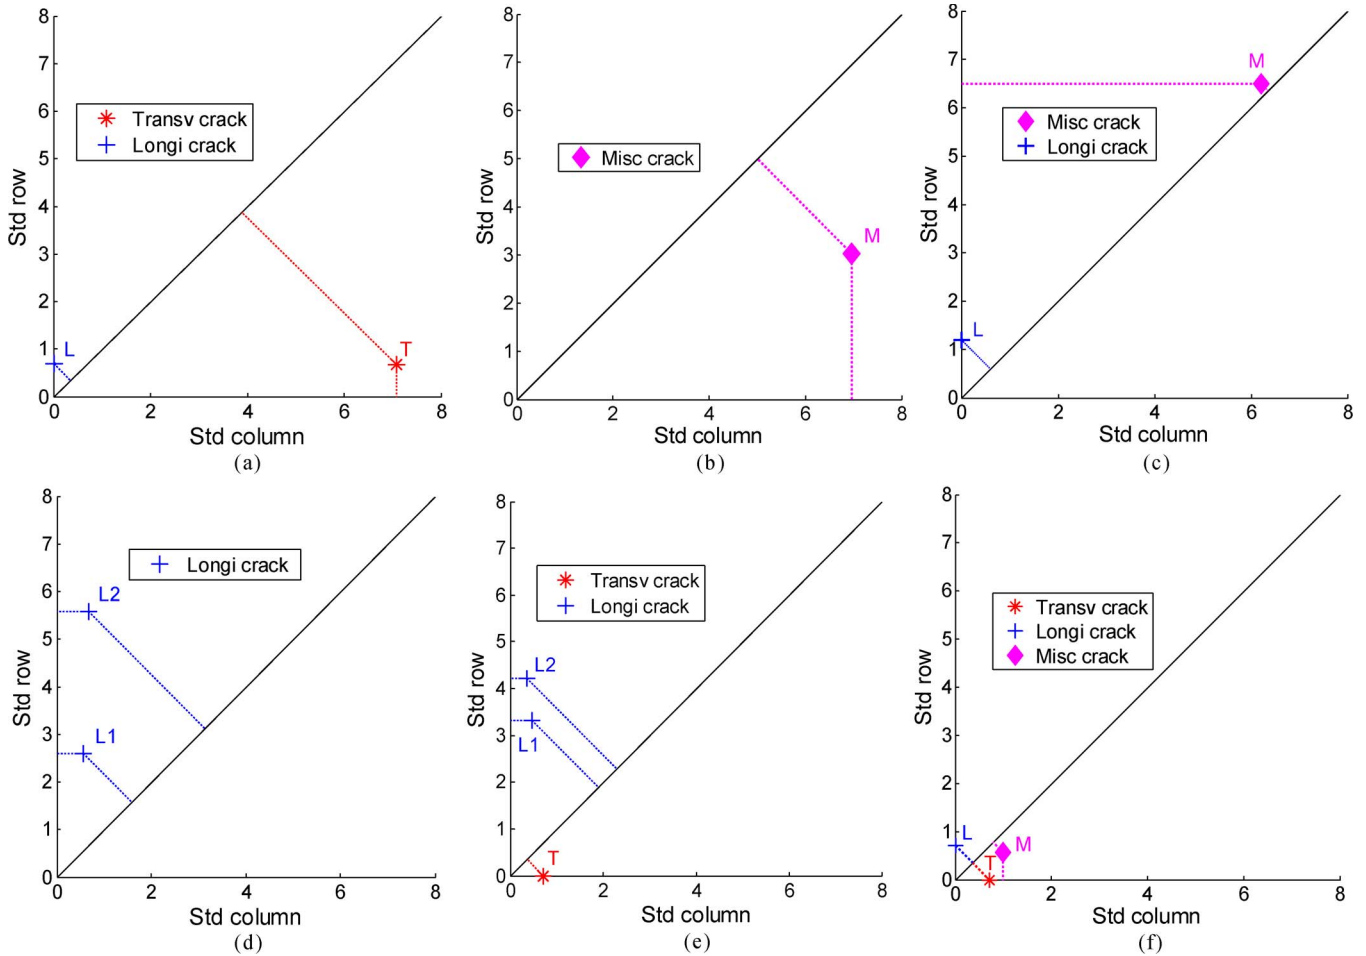 8
7
6
5
4
3
2
1
0
Std row
Transv crack
Longi crack
L
T
0
2
4
6
8
Std column
(a)
8
7
6
5
4
3
2
1
0
Std row
Misc crack
M
0
2
4
6
8
Std column
(b)
8
7
6
5
4
3
2
1
0
Std row
M
Misc crack
Longi crack
L
0
2
4
6
8
Std column
(c)
8
7
6
5
4
3
2
1
0
Std row
Longi crack
L2
L1
0
2
4
6
8
Std column
(d)
8
7
6
5
4
3
2
1
0
Std row
Transv crack
Longi crack
L2
L1
T
0
2
4
6
8
Std column
(e)
8
7
6
5
4
3
2
1
0
Std row
Transv crack
Longi crack
Misc crack
L
M
T
0
2
4
6
8
Std column
(f)